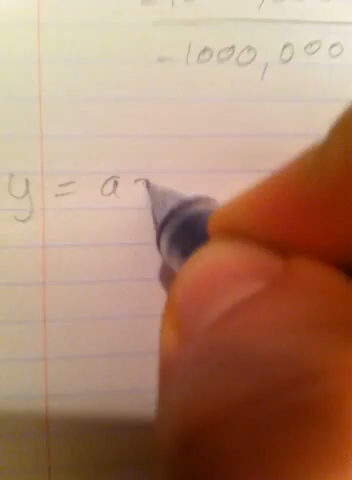 -1000,000
y = a